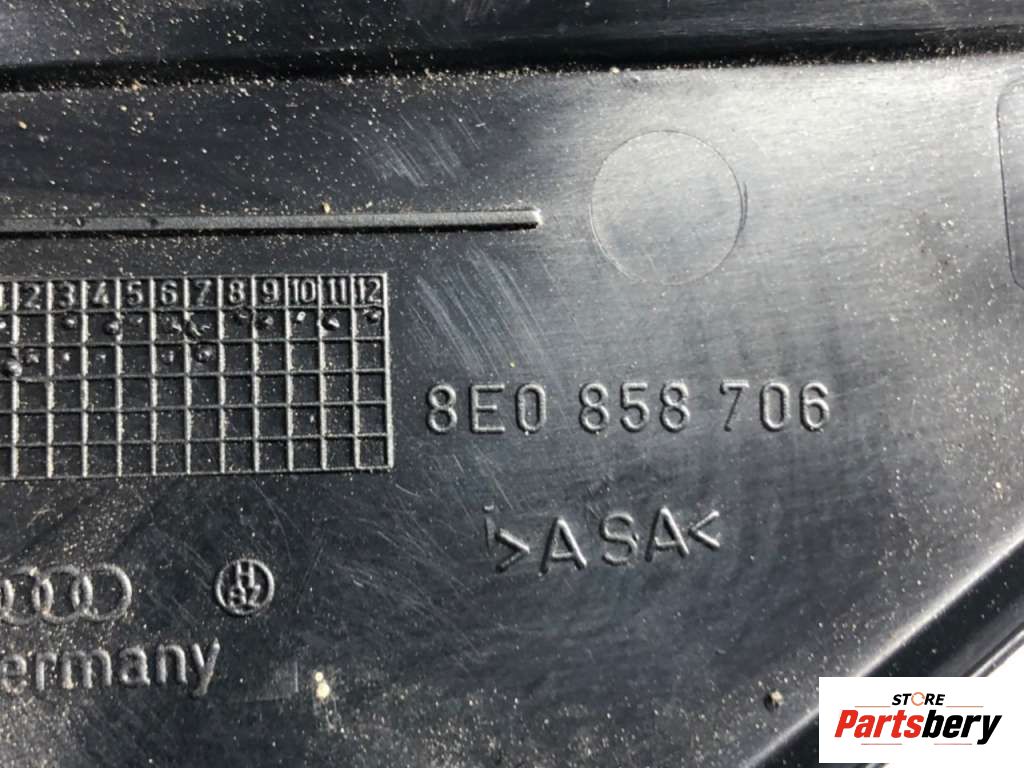 1 2 3 4 5 6 7 8 9 10 11 12
8E0 858 706
>ASA<
H
87
ermany
STORE
Partsbery